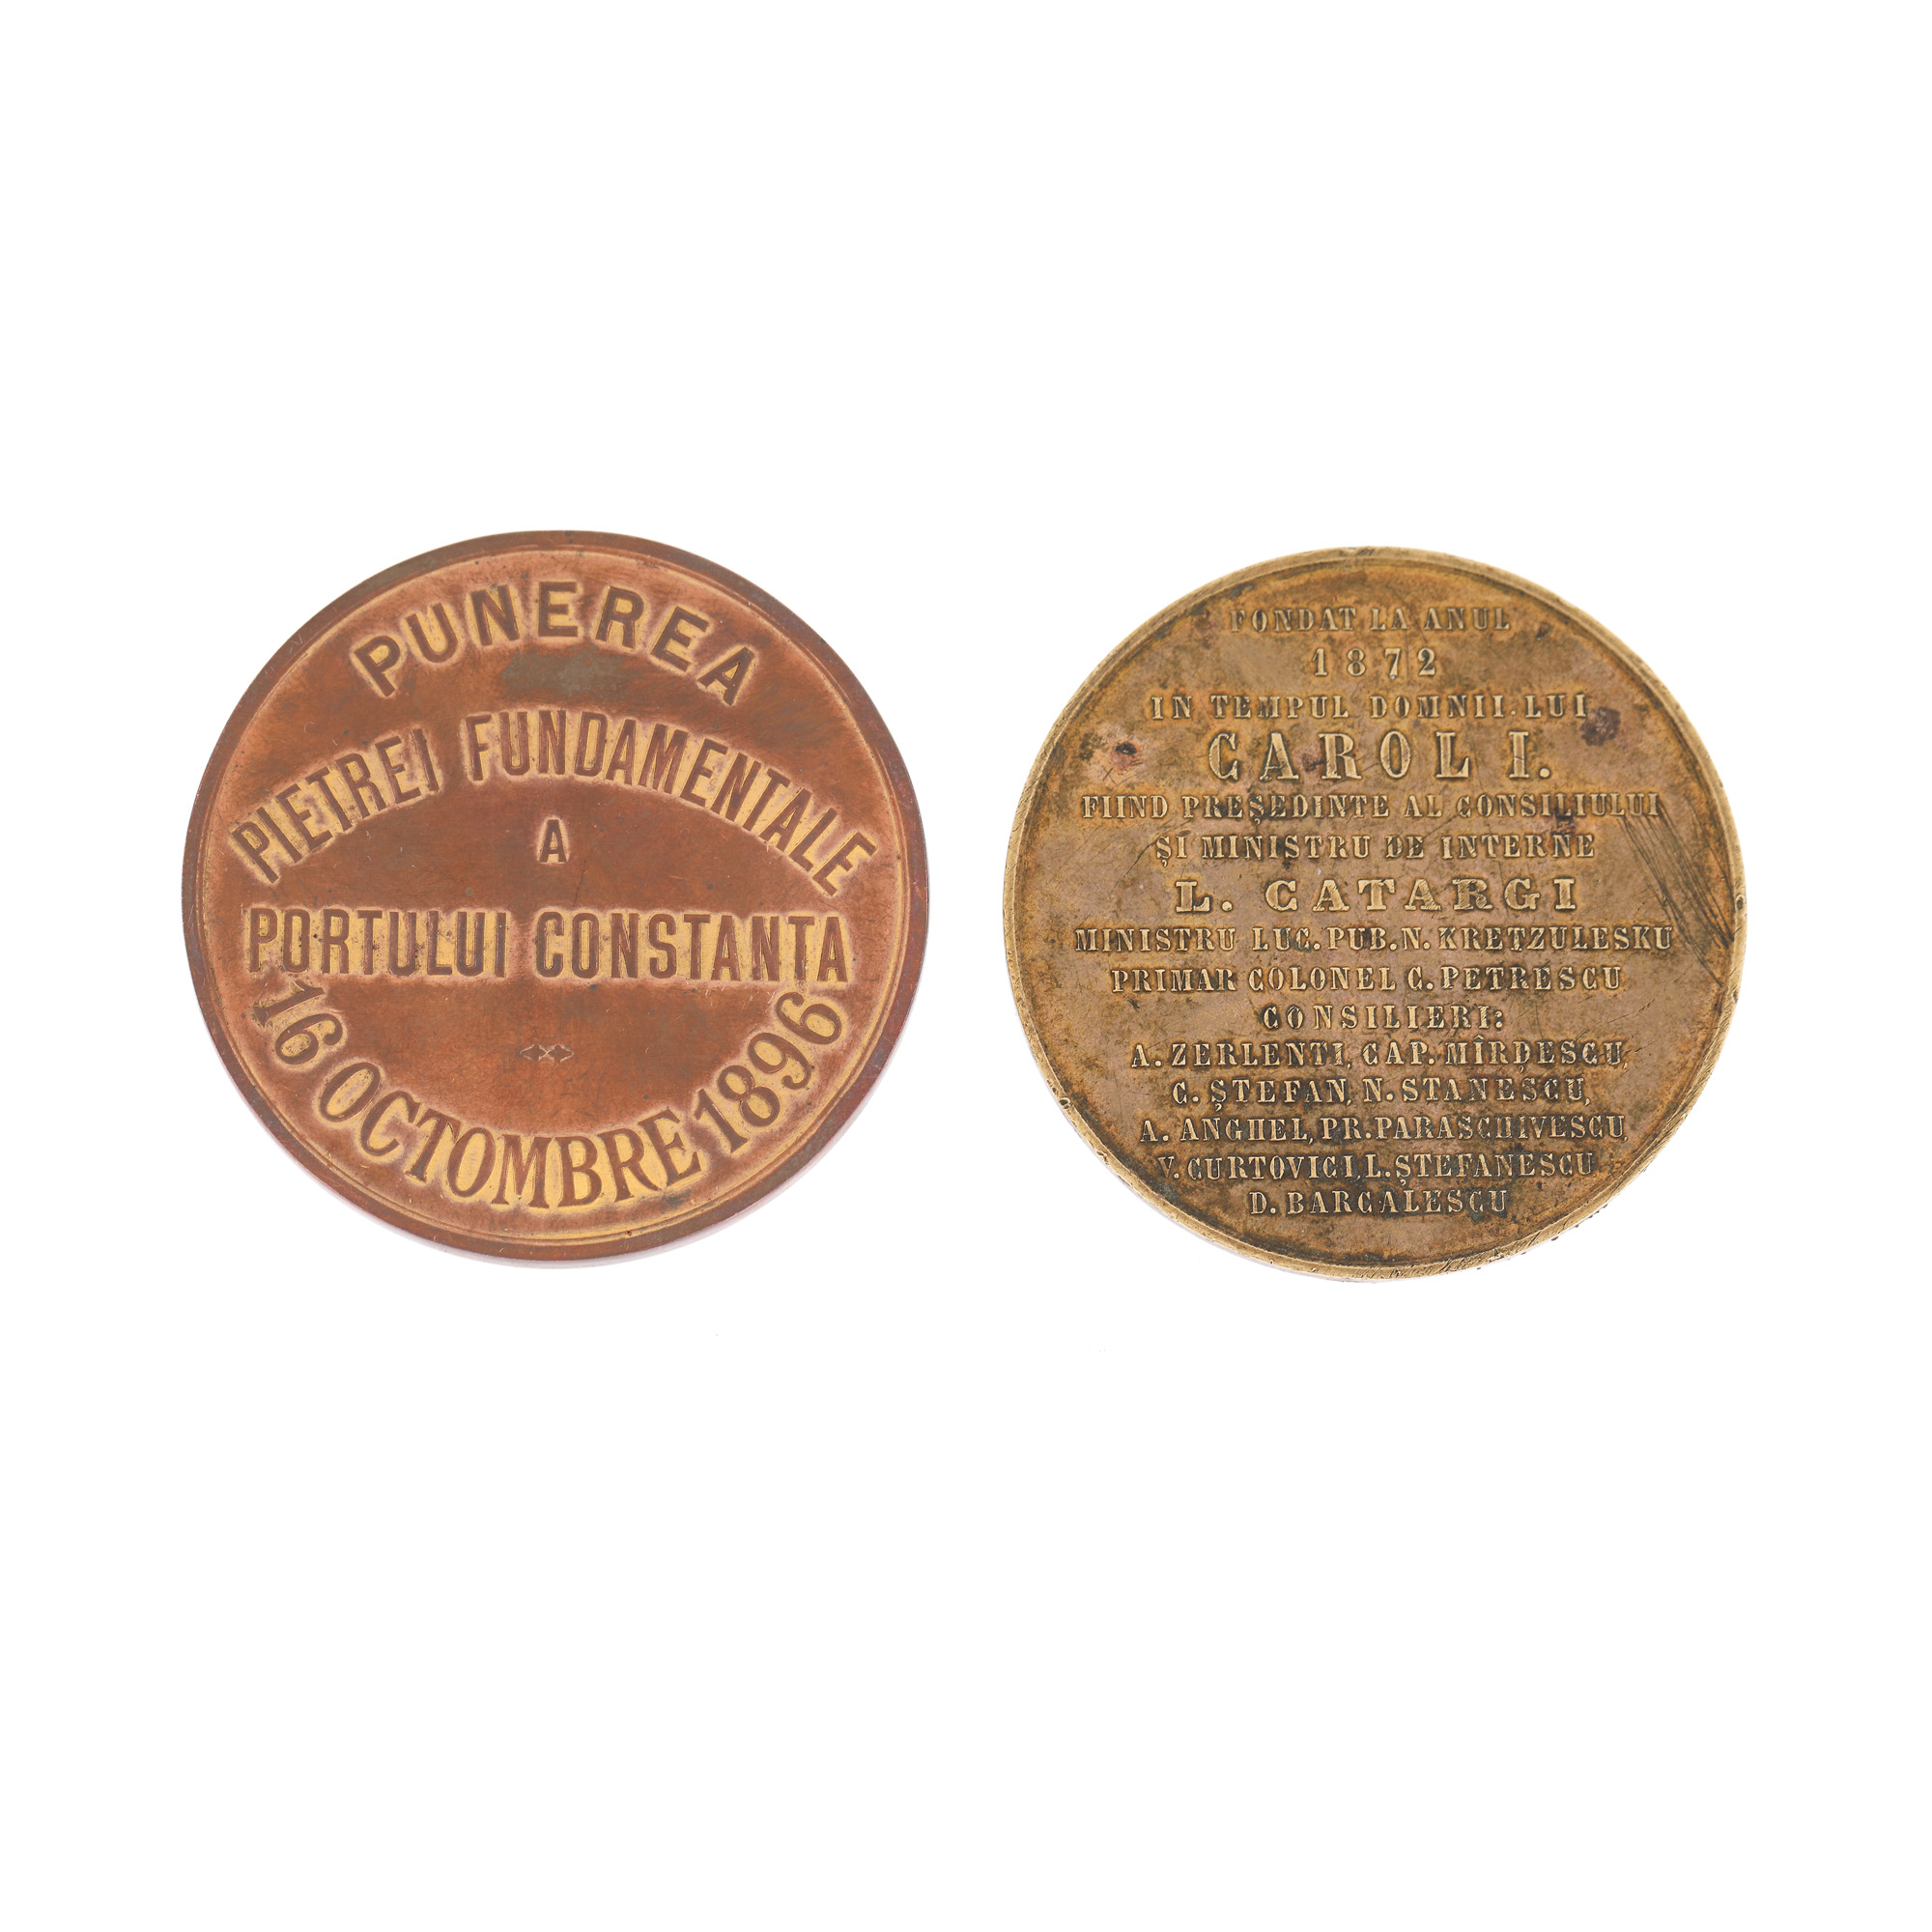 PUNEREA
PIETREI FUNDAMENTALE
A
PORTULUI CONSTANTA
16 OCTOMBRE 1896
FONDAT LA ANUL
1872
IN TEMPUL DOMNII.LUI
CAROL I.
FIIND PREȘEDINTE AL CONSILIULUI
ȘI MINISTRU DE INTERNE
L. CATARGI
MINISTRU LUC. PUB. N. KRETZULESKU
PRIMAR COLONEL C. PETRESCU
CONSILIERI:
A. ZERLENTI, CAP. MÎRDESCU,
C. ȘTEFAN, N. STANESCU,
A. ANGHEL, PR. PARASCHIVESCU,
V. CURTOVICI, L. ȘTEFANESCU
D. BARCALESCU